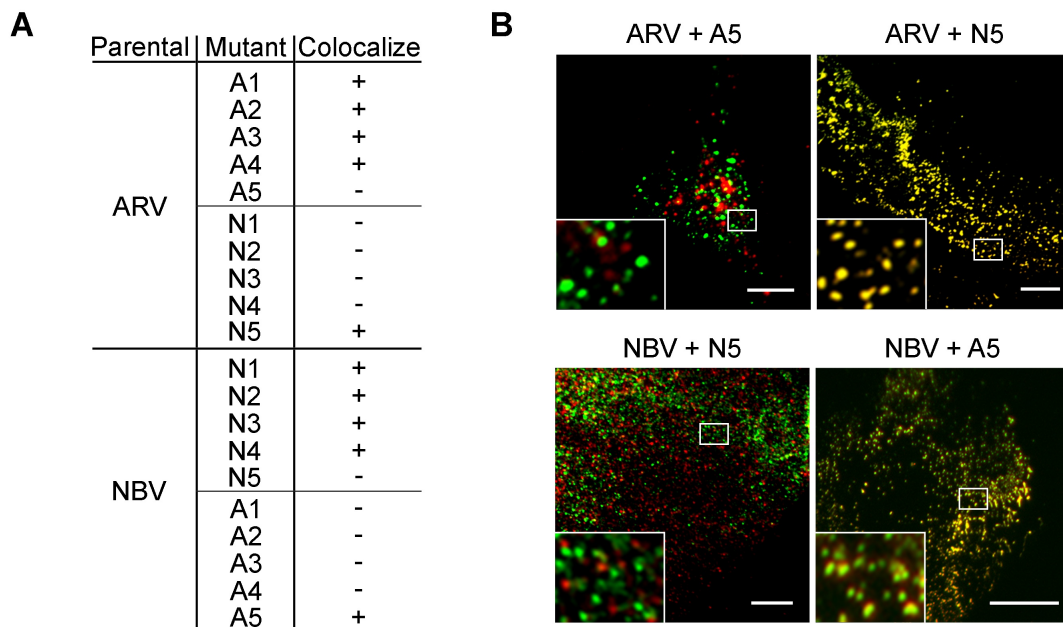 A
Parental Mutant Colocalize
ARV
A1 +
A2 +
A3 +
A4 +
A5 -
N1 -
N2 -
N3 -
N4 -
N5 +
NBV
N1 +
N2 +
N3 +
N4 +
N5 -
A1 -
A2 -
A3 -
A4 -
A5 +
B
ARV + A5
ARV + N5
NBV + N5
NBV + A5